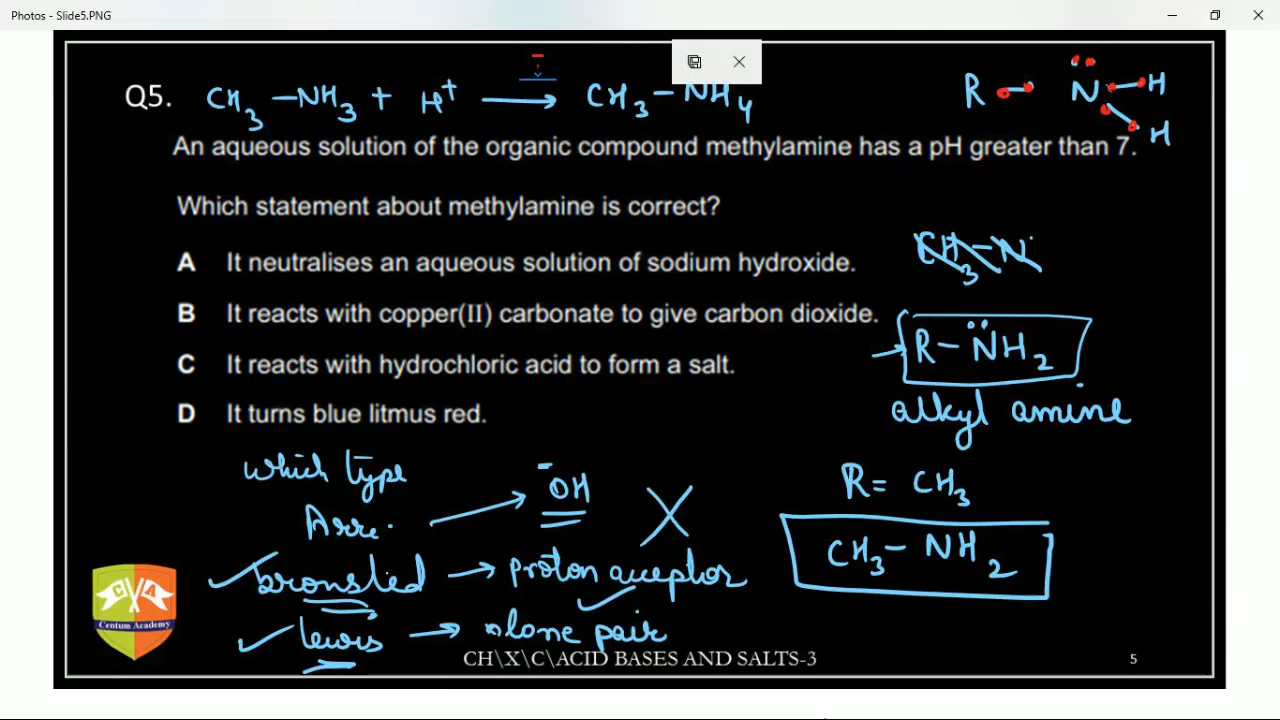 Photos - Slide5.PNG
Q5. CH3 - NH3 + H+ → CH3 - NH4
R - N - H
H
An aqueous solution of the organic compound methylamine has a pH greater than 7.
Which statement about methylamine is correct?
CH3 - N
A It neutralises an aqueous solution of sodium hydroxide.
B It reacts with copper(II) carbonate to give carbon dioxide.
R - NH2
C It reacts with hydrochloric acid to form a salt.
D It turns blue litmus red.
alkyl amine
which type
R = CH3
Arre. → -OH X
CH3 - NH2
bronsted → proton aceptor
lewis → lone pair
C A
Centum Academy
CH\X\C\ACID BASES AND SALTS-3
5